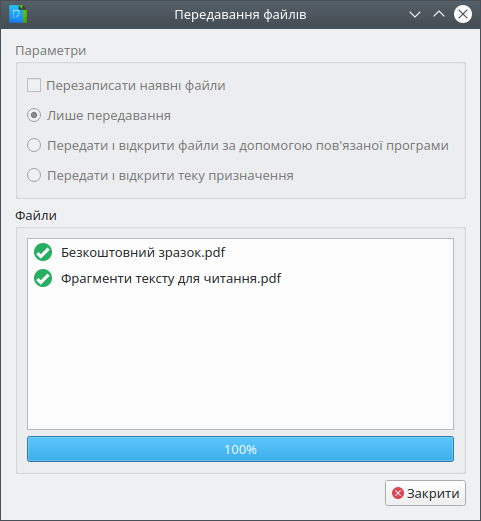 Передавання файлів
Параметри
Перезаписати наявні файли
Лише передавання
Передати і відкрити файли за допомогою пов'язаної програми
Передати і відкрити теку призначення
Файли
Безкоштовний зразок.pdf
Фрагменти тексту для читання.pdf
100%
Закрити